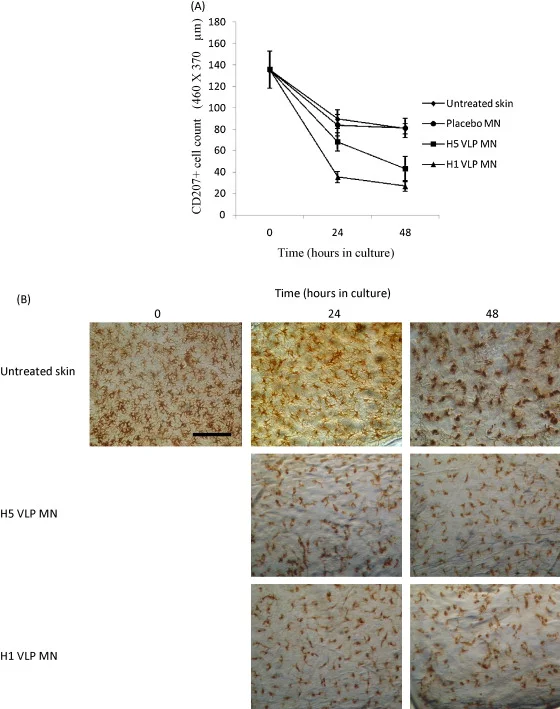 (A)
CD207+ cell count (460 X 370 µm)
180
160
140
120
100
80
60
40
20
0
0 24 48
Time (hours in culture)
Untreated skin
Placebo MN
H5 VLP MN
H1 VLP MN
(B)
Time (hours in culture)
0 24 48
Untreated skin
H5 VLP MN
H1 VLP MN